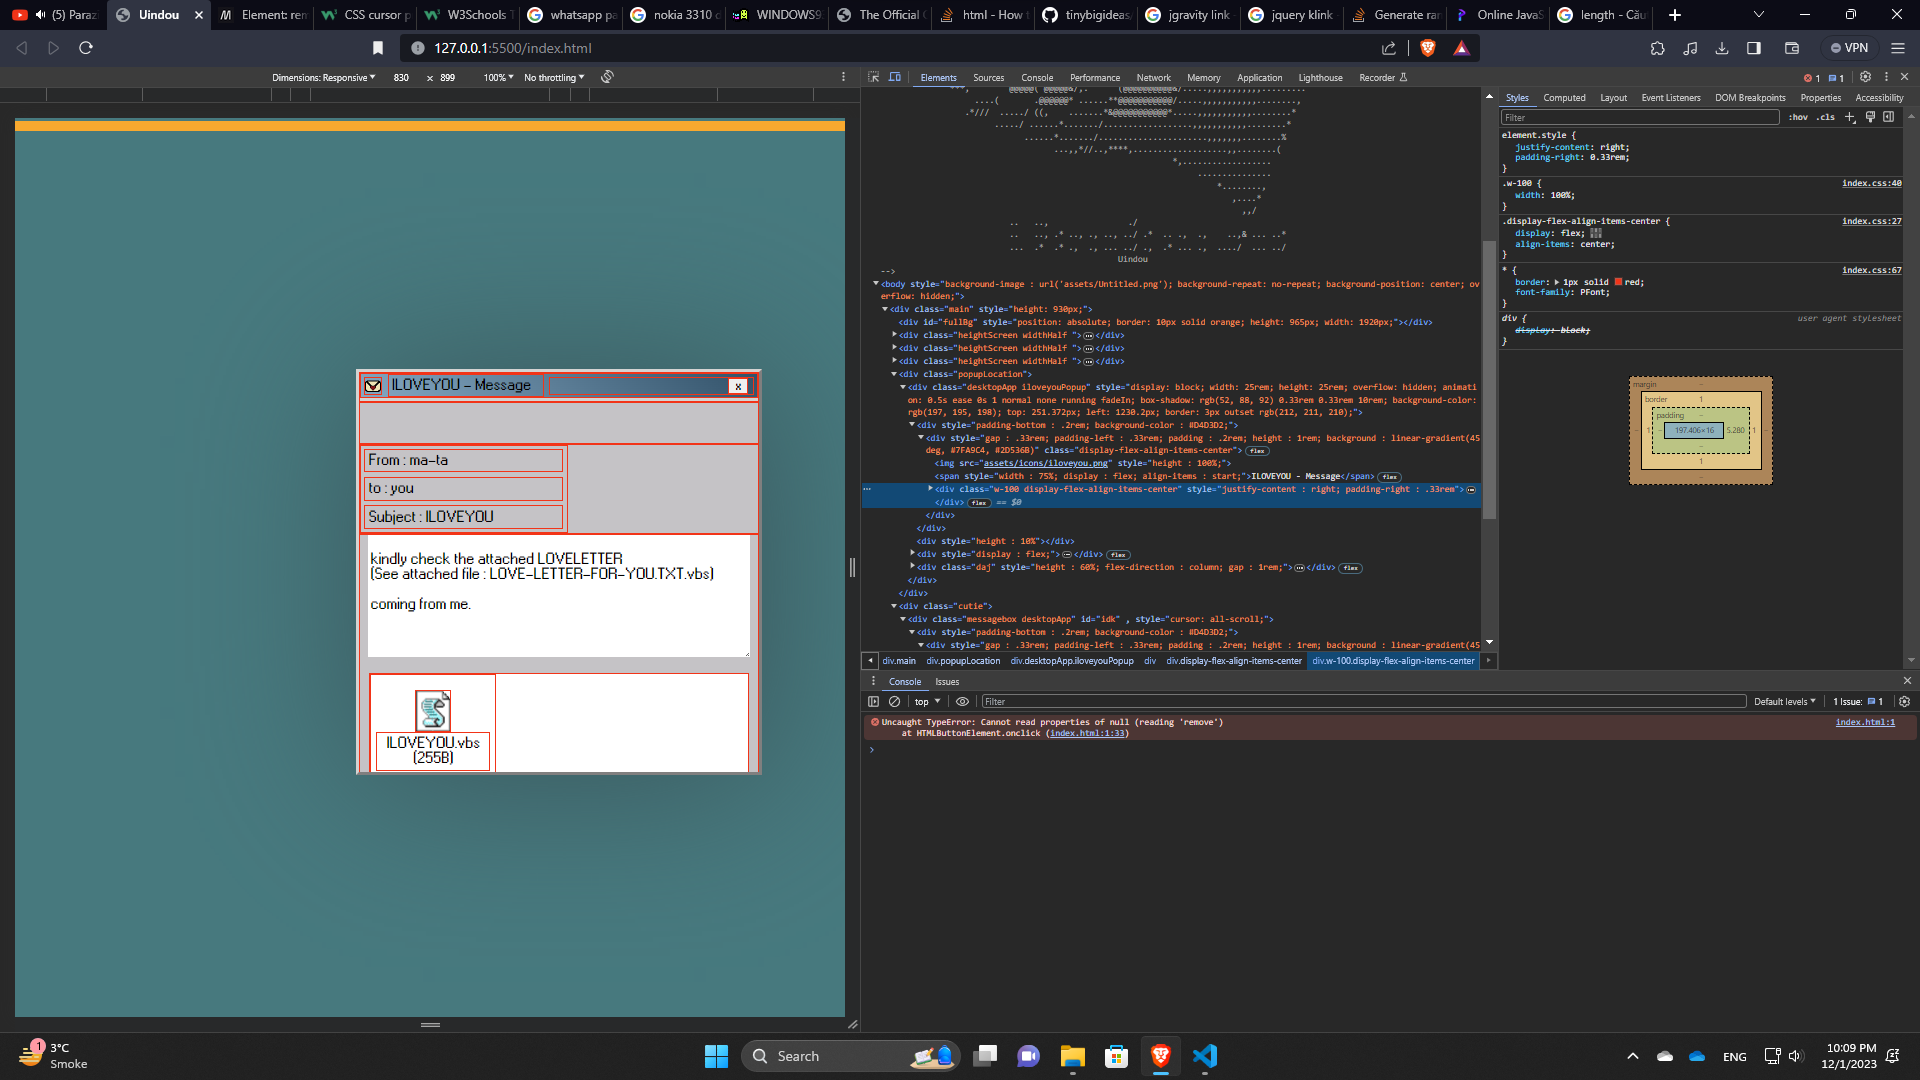 (5) Paraz
Uindou
Element: rem
CSS cursor p
W3Schools T
whatsapp pa
nokia 3310 d
WINDOWS9
The Official
html - How t
tinybigideas
jgravity link
jquery klink
Generate ran
Online JavaS
length - Cău
127.0.0.1:5500/index.html
VPN
Dimensions: Responsive 830 x 899 100% No throttling
Elements Sources Console Performance Network Memory Application Lighthouse Recorder
1 1
ILOVEYOU - Message
x
From : ma-ta
to : you
Subject : ILOVEYOU
kindly check the attached LOVELETTER
(See attached file : LOVE-LETTER-FOR-YOU.TXT.vbs)
coming from me.
ILOVEYOU.vbs
(255B)
Uindou
-->
<body style="background-image : url('assets/Untitled.png'); background-repeat: no-repeat; background-position: center; ov
erflow: hidden;">
<div class="main" style="height: 930px;">
<div id="fullBg" style="position: absolute; border: 10px solid orange; height: 965px; width: 1920px;"></div>
<div class="heightScreen widthHalf ">…</div>
<div class="heightScreen widthHalf ">…</div>
<div class="heightScreen widthHalf ">…</div>
<div class="popupLocation">
<div class="desktopApp iloveyouPopup" style="display: block; width: 25rem; height: 25rem; overflow: hidden; animati
on: 0.5s ease 0s 1 normal none running fadeIn; box-shadow: rgb(52, 88, 92) 0.33rem 0.33rem 10rem; background-color:
rgb(197, 195, 198); top: 251.372px; left: 1230.2px; border: 3px outset rgb(212, 211, 210);">
<div style="padding-bottom : .2rem; background-color : #D4D3D2;">
<div style="gap : .33rem; padding-left : .33rem; padding : .2rem; height : 1rem; background : linear-gradient(45
deg, #7FA9C4, #2D536B)" class="display-flex-align-items-center"> flex
<img src="assets/icons/iloveyou.png" style="height : 100%;">
<span style="width : 75%; display : flex; align-items : start;">ILOVEYOU - Message</span> flex
<div class="w-100 display-flex-align-items-center" style="justify-content : right; padding-right : .33rem">…
</div> flex == $0
</div>
</div>
<div style="height : 10%"></div>
<div style="display : flex;">…</div> flex
<div class="daj" style="height : 60%; flex-direction : column; gap : 1rem;">…</div> flex
</div>
</div>
<div class="cutie">
<div class="messagebox desktopApp" id="idk" , style="cursor: all-scroll;">
<div style="padding-bottom : .2rem; background-color : #D4D3D2;">
<div style="gap : .33rem; padding-left : .33rem; padding : .2rem; height : 1rem; background : linear-gradient(45
div.main div.popupLocation div.desktopApp.iloveyouPopup div div.display-flex-align-items-center div.w-100.display-flex-align-items-center
Styles Computed Layout Event Listeners DOM Breakpoints Properties Accessibility
Filter :hov .cls
element.style {
justify-content: right;
padding-right: 0.33rem;
}
.w-100 { index.css:40
width: 100%;
}
.display-flex-align-items-center { index.css:27
display: flex;
align-items: center;
}
* { index.css:67
border: 1px solid red;
font-family: PFont;
}
div { user agent stylesheet
display: block;
}
margin -
border 1
padding -
- 1 - 197.406×16 5.280 1 -
-
1
Console Issues
top Filter Default levels 1 Issue: 1
Uncaught TypeError: Cannot read properties of null (reading 'remove') index.html:1
at HTMLButtonElement.onclick (index.html:1:33)
1
3°C
Smoke
Search
ENG
10:09 PM
12/1/2023